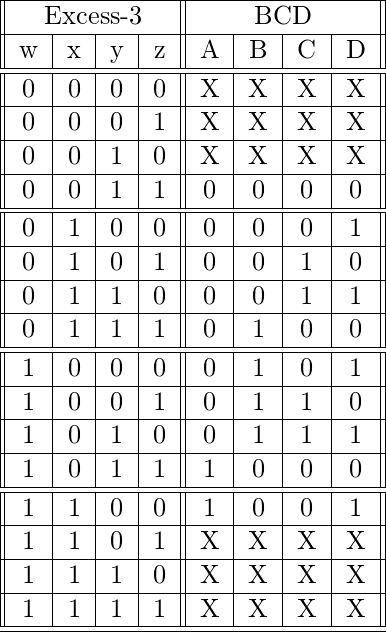 Excess-3 BCD
w x y z A B C D
0 0 0 0 X X X X
0 0 0 1 X X X X
0 0 1 0 X X X X
0 0 1 1 0 0 0 0
0 1 0 0 0 0 0 1
0 1 0 1 0 0 1 0
0 1 1 0 0 0 1 1
0 1 1 1 0 1 0 0
1 0 0 0 0 1 0 1
1 0 0 1 0 1 1 0
1 0 1 0 0 1 1 1
1 0 1 1 1 0 0 0
1 1 0 0 1 0 0 1
1 1 0 1 X X X X
1 1 1 0 X X X X
1 1 1 1 X X X X